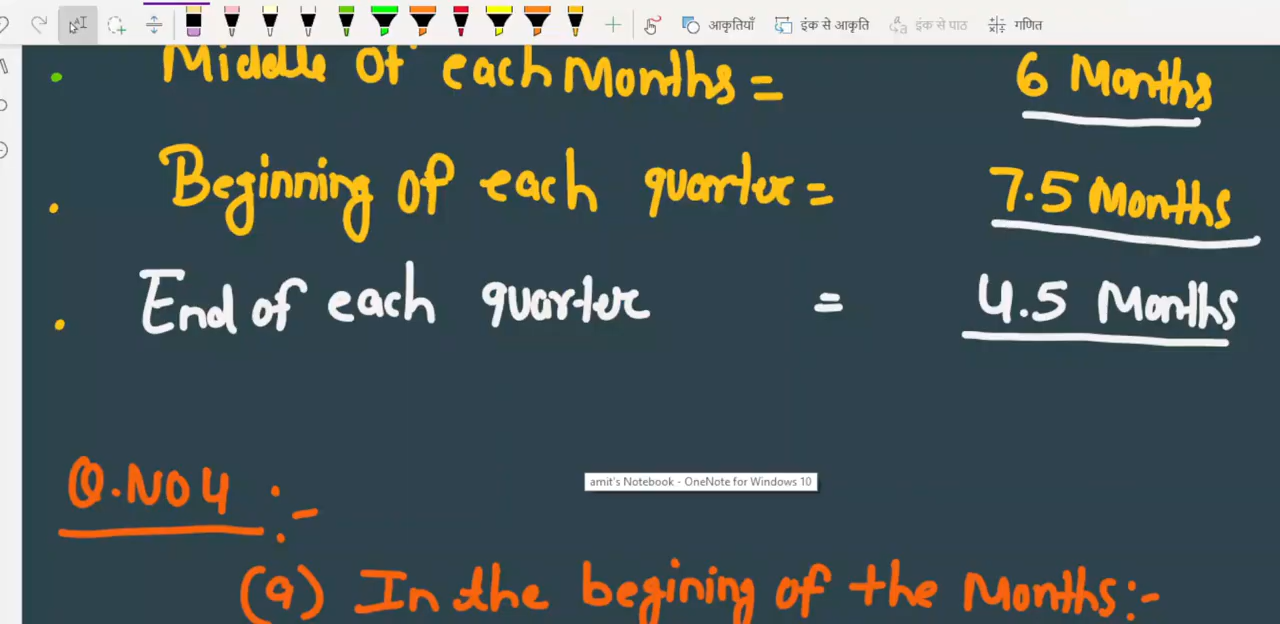 आकृतियाँ इंक से आकृति इंक से पाठ गणित
Middle Of each Months = 6 Months
Beginning of each quarter = 7.5 Months
End of each quarter = 4.5 Months
amit's Notebook - OneNote for Windows 10
Q.NO4 :-
(a) In the begining of the Months:-